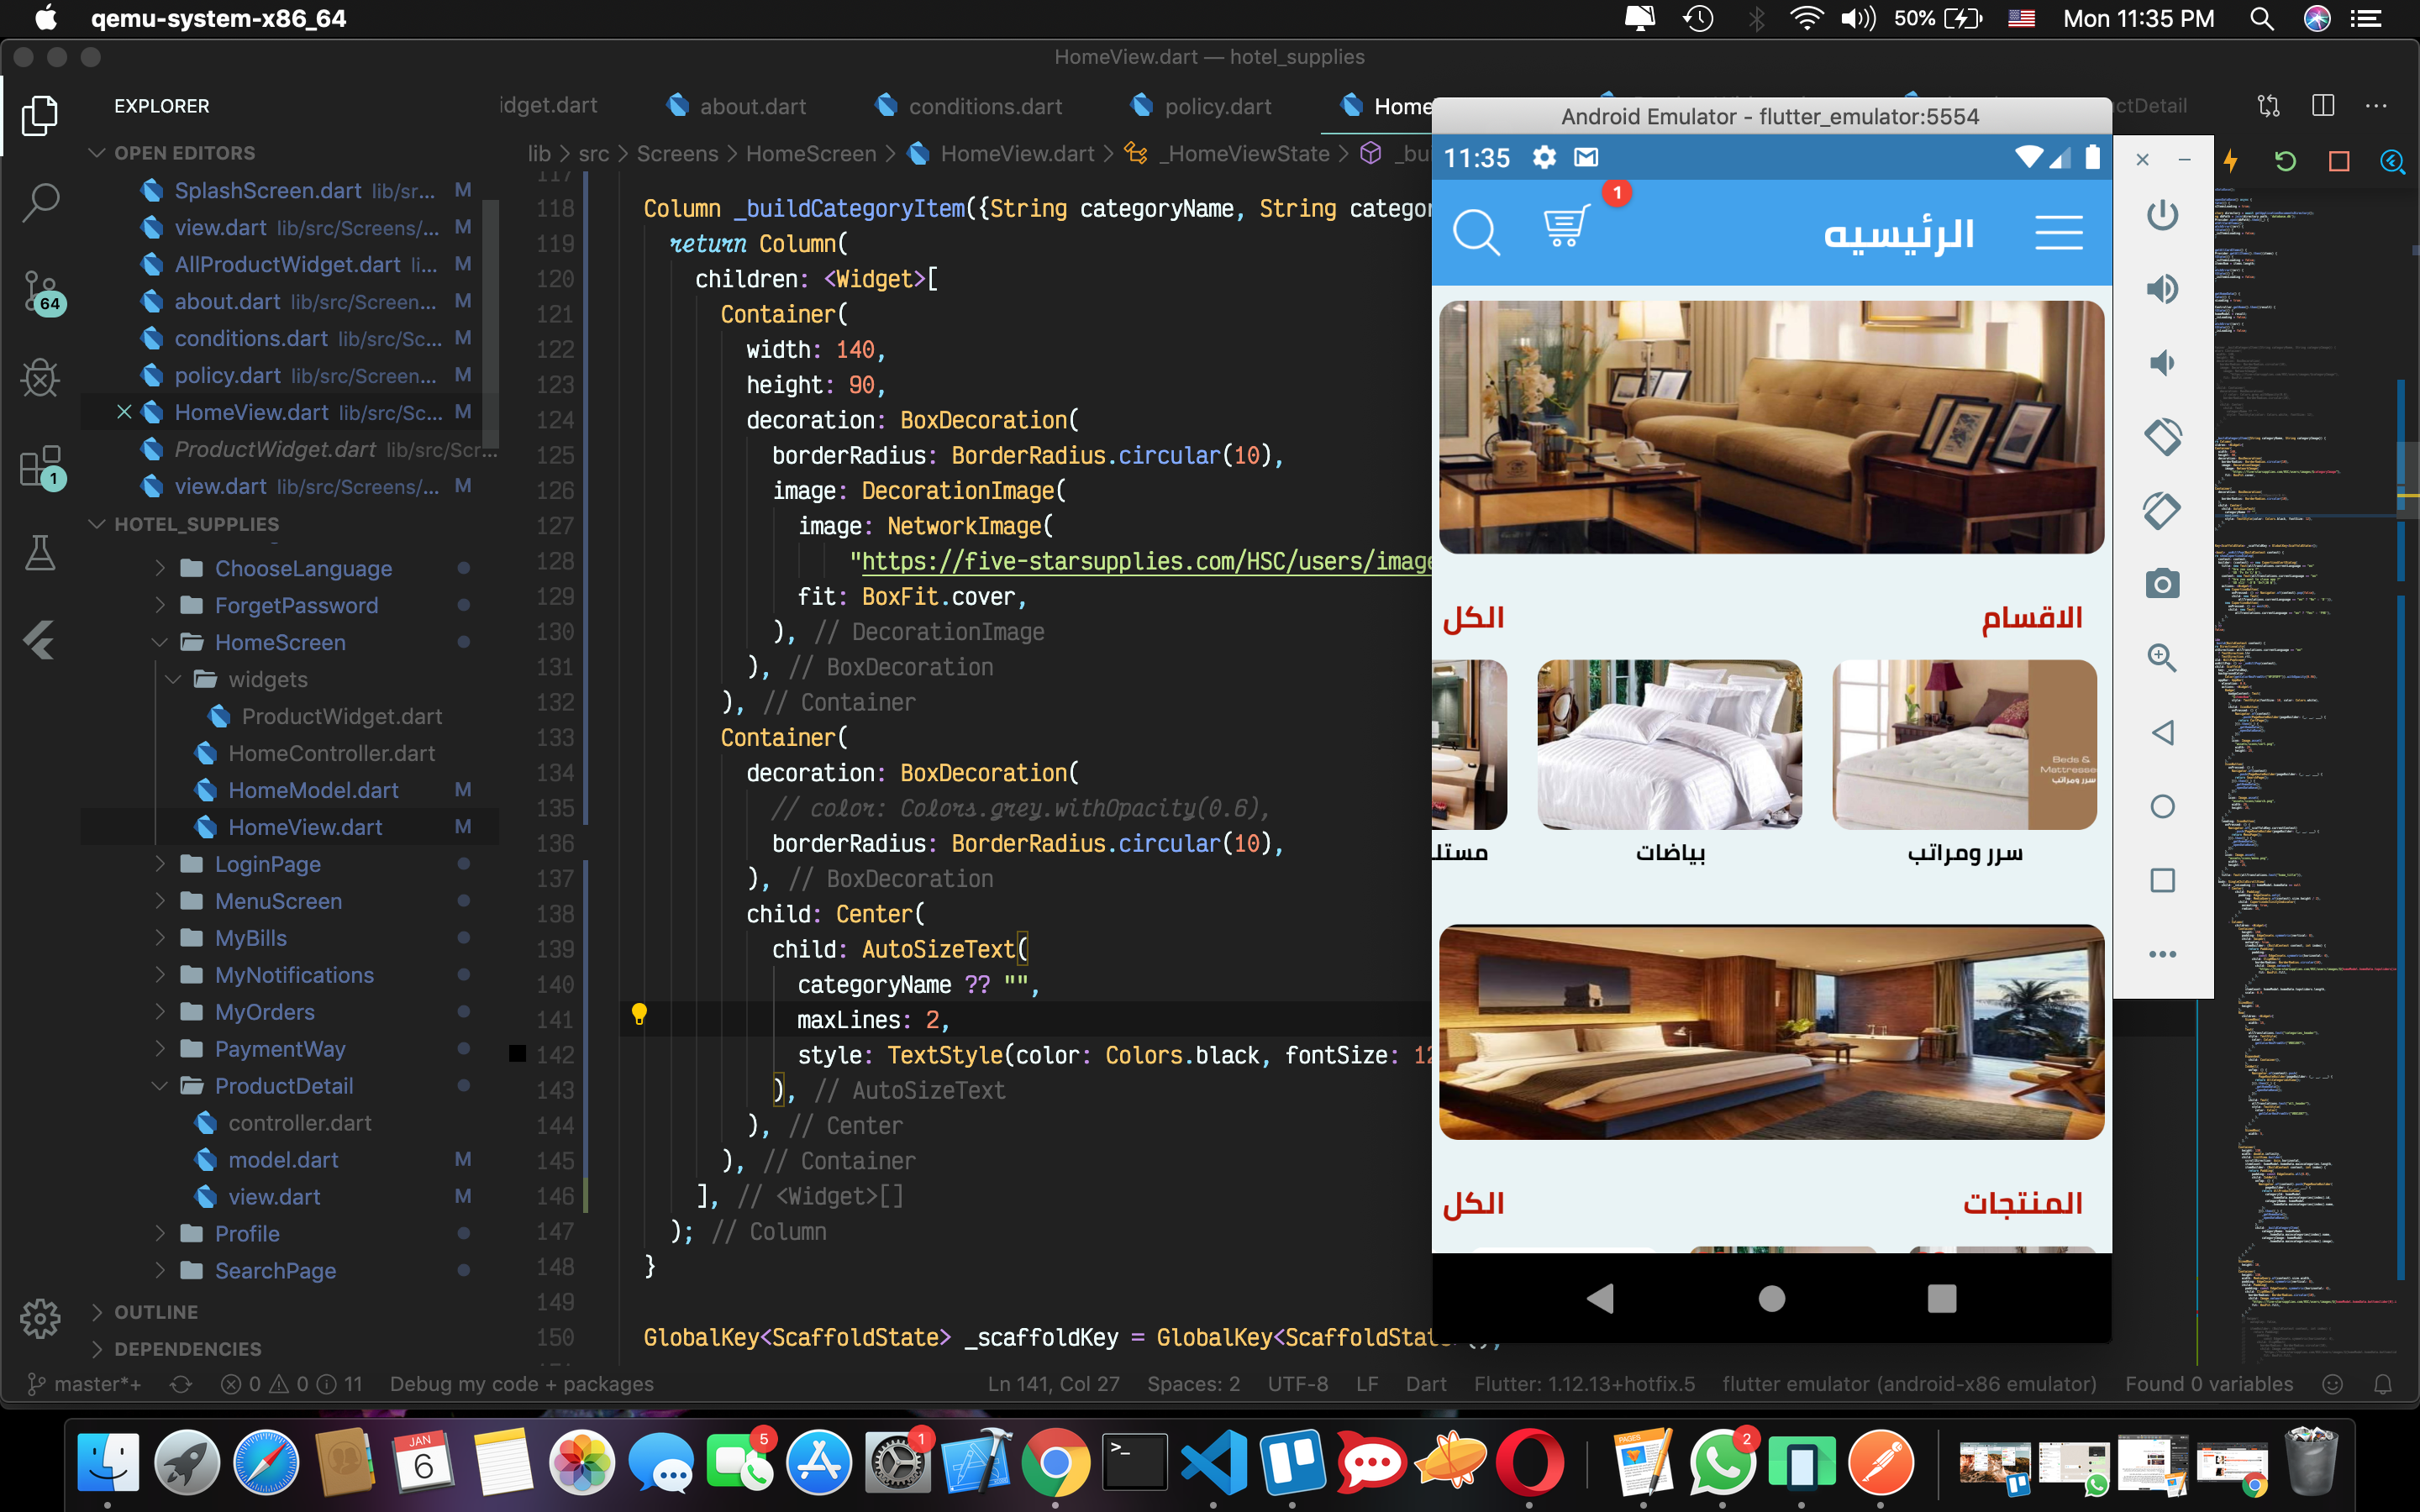 qemu-system-x86_64
50%
Mon 11:35 PM
HomeView.dart — hotel_supplies
EXPLORER
idget.dart
about.dart
conditions.dart
policy.dart
Home
ctDetail
OPEN EDITORS
lib > src > Screens > HomeScreen > HomeView.dart > _HomeViewState > _bu
SplashScreen.dart lib/sr... M
view.dart lib/src/Screens/... M
AllProductWidget.dart li... M
about.dart lib/src/Screen... M
conditions.dart lib/src/Sc... M
policy.dart lib/src/Screen... M
HomeView.dart lib/src/Sc... M
ProductWidget.dart lib/src/Scr...
view.dart lib/src/Screens/... M
64
1
HOTEL_SUPPLIES
ChooseLanguage
ForgetPassword
HomeScreen
widgets
ProductWidget.dart
HomeController.dart
HomeModel.dart M
HomeView.dart M
LoginPage
MenuScreen
MyBills
MyNotifications
MyOrders
PaymentWay
ProductDetail
controller.dart
model.dart M
view.dart M
Profile
SearchPage
OUTLINE
DEPENDENCIES
117
118 Column _buildCategoryItem({String categoryName, String categor
119 return Column(
120 children: <Widget>[
121 Container(
122 width: 140,
123 height: 90,
124 decoration: BoxDecoration(
125 borderRadius: BorderRadius.circular(10),
126 image: DecorationImage(
127 image: NetworkImage(
128 "https://five-starsupplies.com/HSC/users/image
129 fit: BoxFit.cover,
130 ), // DecorationImage
131 ), // BoxDecoration
132 ), // Container
133 Container(
134 decoration: BoxDecoration(
135 // color: Colors.grey.withOpacity(0.6),
136 borderRadius: BorderRadius.circular(10),
137 ), // BoxDecoration
138 child: Center(
139 child: AutoSizeText(
140 categoryName ?? "",
141 maxLines: 2,
142 style: TextStyle(color: Colors.black, fontSize: 12
143 ), // AutoSizeText
144 ), // Center
145 ), // Container
146 ], // <Widget>[]
147 ); // Column
148 }
149
150 GlobalKey<ScaffoldState> _scaffoldKey = GlobalKey<ScaffoldStat
Android Emulator - flutter_emulator:5554
11:35
1
الرئيسيه
الاقسام
الكل
Beds &
Mattresse
سرر ومراتب
سرر ومراتب
بياضات
مستل
المنتجات
الكل
master*+
0 0 11
Debug my code + packages
Ln 141, Col 27
Spaces: 2
UTF-8
LF
Dart
Flutter: 1.12.13+hotfix.5
flutter emulator (android-x86 emulator)
Found 0 variables
JAN
6
5
1
PAGES
2